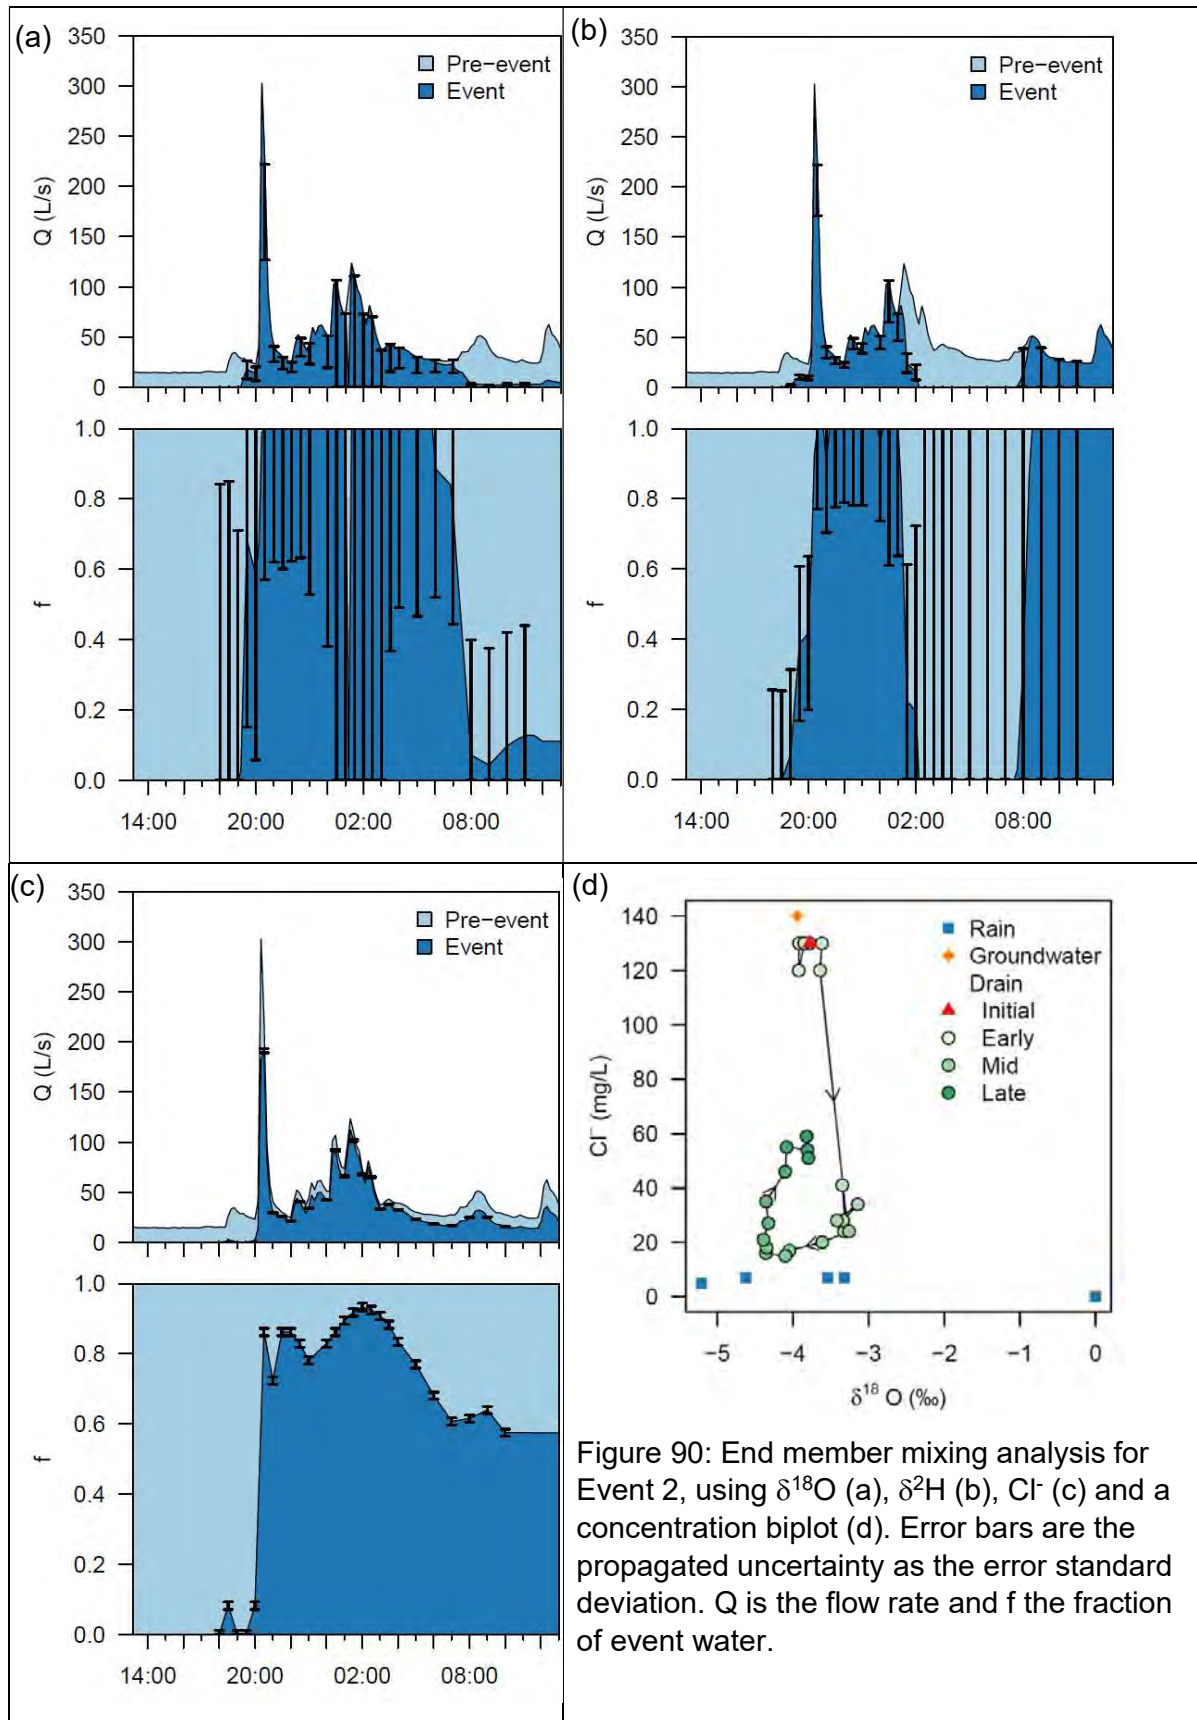 (a)
350
300
250
200
150
100
50
0
Q (L/s)
Pre−event
Event
1.0
0.8
0.6
0.4
0.2
0.0
f
14:00 20:00 02:00 08:00
(b)
350
300
250
200
150
100
50
0
Q (L/s)
Pre−event
Event
1.0
0.8
0.6
0.4
0.2
0.0
f
14:00 20:00 02:00 08:00
(c)
350
300
250
200
150
100
50
0
Q (L/s)
Pre−event
Event
1.0
0.8
0.6
0.4
0.2
0.0
f
14:00 20:00 02:00 08:00
(d)
140
120
100
80
60
40
20
0
Cl⁻ (mg/L)
Rain
Groundwater
Drain
Initial
Early
Mid
Late
−5 −4 −3 −2 −1 0
δ¹⁸ O (‰)
Figure 90: End member mixing analysis for
Event 2, using δ¹⁸O (a), δ²H (b), Cl⁻ (c) and a
concentration biplot (d). Error bars are the
propagated uncertainty as the error standard
deviation. Q is the flow rate and f the fraction
of event water.